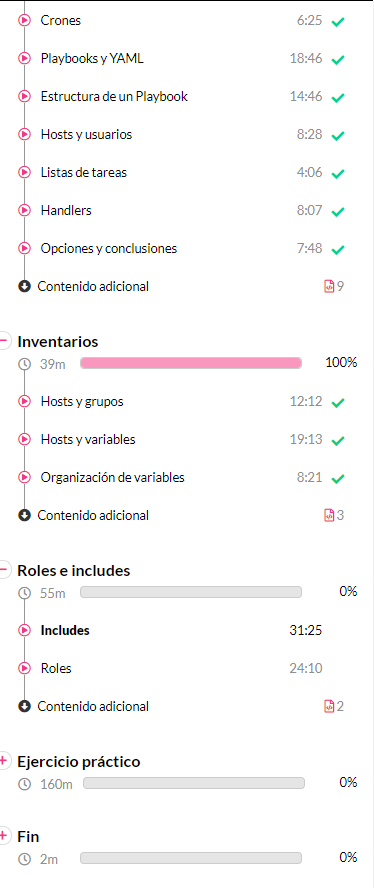 Crones 6:25
Playbooks y YAML 18:46
Estructura de un Playbook 14:46
Hosts y usuarios 8:28
Listas de tareas 4:06
Handlers 8:07
Opciones y conclusiones 7:48
Contenido adicional 9
Inventarios
39m 100%
Hosts y grupos 12:12
Hosts y variables 19:13
Organización de variables 8:21
Contenido adicional 3
Roles e includes
55m 0%
Includes 31:25
Roles 24:10
Contenido adicional 2
Ejercicio práctico
160m 0%
Fin
2m 0%